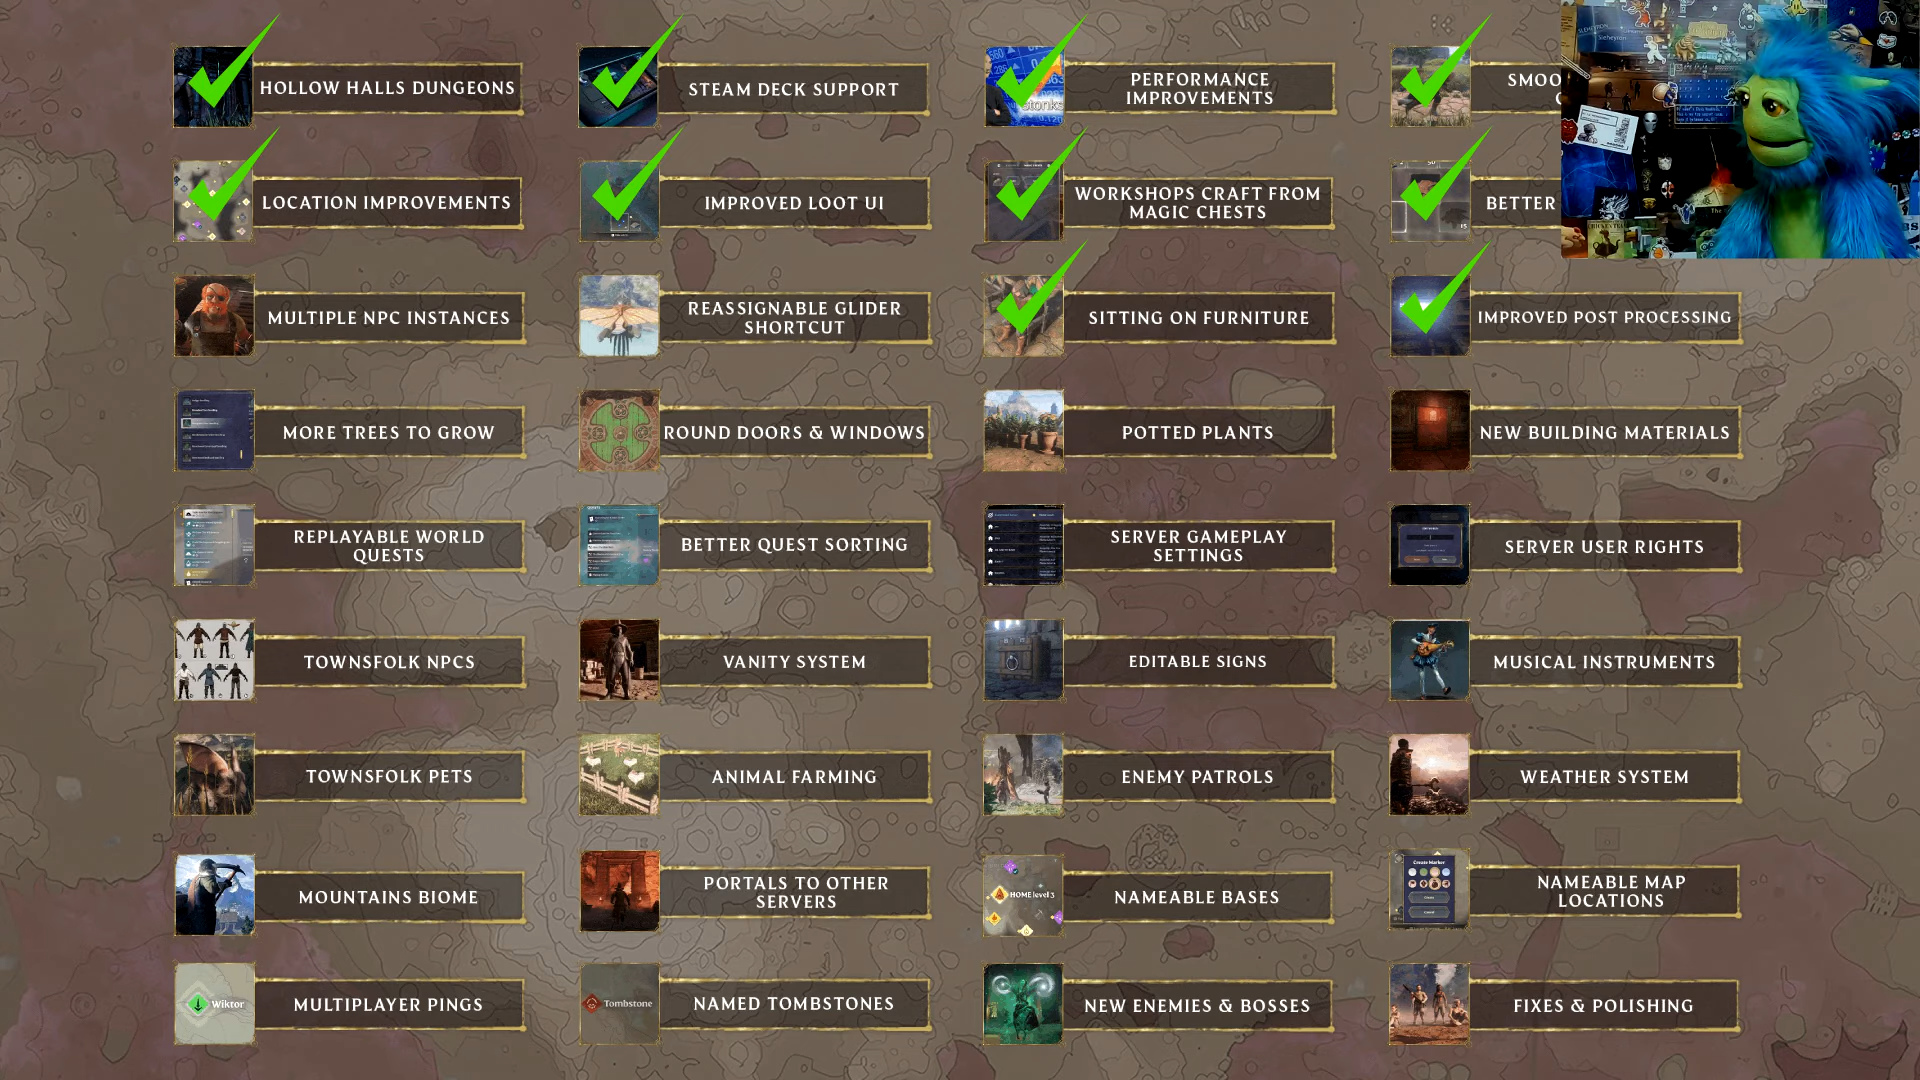 HOLLOW HALLS DUNGEONS
STEAM DECK SUPPORT
PERFORMANCE
IMPROVEMENTS
SMOO
LOCATION IMPROVEMENTS
IMPROVED LOOT UI
WORKSHOPS CRAFT FROM
MAGIC CHESTS
BETTER
MULTIPLE NPC INSTANCES
REASSIGNABLE GLIDER
SHORTCUT
SITTING ON FURNITURE
IMPROVED POST PROCESSING
MORE TREES TO GROW
ROUND DOORS & WINDOWS
POTTED PLANTS
NEW BUILDING MATERIALS
REPLAYABLE WORLD
QUESTS
BETTER QUEST SORTING
SERVER GAMEPLAY
SETTINGS
SERVER USER RIGHTS
TOWNSFOLK NPCS
VANITY SYSTEM
EDITABLE SIGNS
MUSICAL INSTRUMENTS
TOWNSFOLK PETS
ANIMAL FARMING
ENEMY PATROLS
WEATHER SYSTEM
MOUNTAINS BIOME
PORTALS TO OTHER
SERVERS
HOME level 3
NAMEABLE BASES
Create Marker
NAMEABLE MAP
LOCATIONS
Wiktor
MULTIPLAYER PINGS
Tombstone
NAMED TOMBSTONES
NEW ENEMIES & BOSSES
FIXES & POLISHING